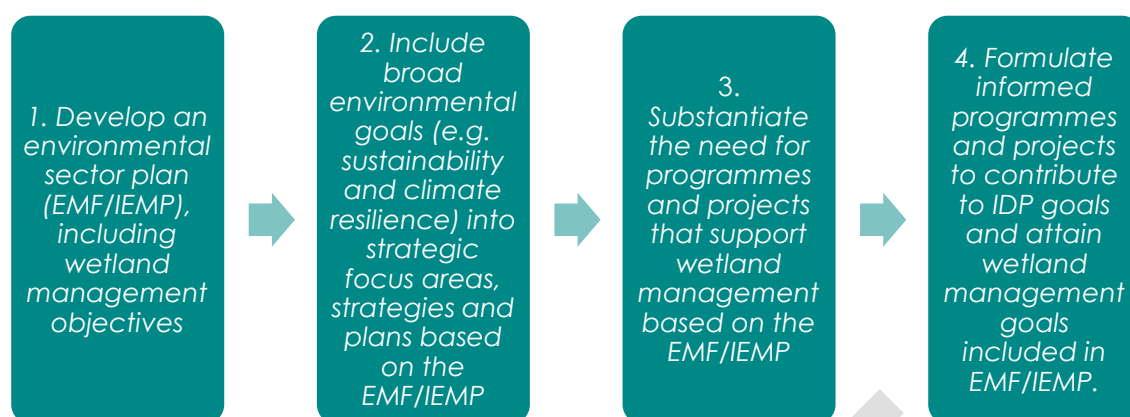 1. Develop an
environmental
sector plan
(EMF/IEMP),
including
wetland
management
objectives
2. Include
broad
environmental
goals (e.g.
sustainability
and climate
resilience) into
strategic
focus areas,
strategies and
plans based
on the
EMF/IEMP
3.
Substantiate
the need for
programmes
and projects
that support
wetland
management
based on the
EMF/IEMP
4. Formulate
informed
programmes
and projects
to contribute
to IDP goals
and attain
wetland
management
goals
included in
EMF/IEMP.